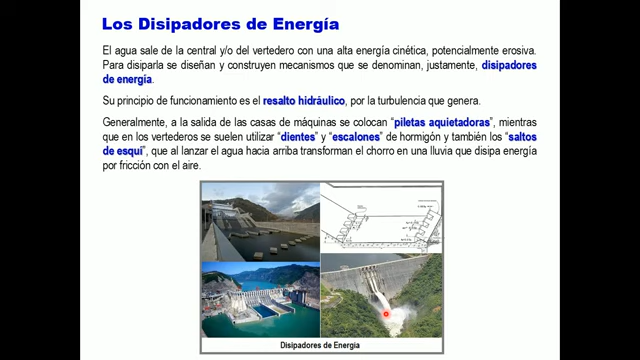 Los Disipadores de Energía
El agua sale de la central y/o del vertedero con una alta energía cinética, potencialmente erosiva.
Para disiparla se diseñan y construyen mecanismos que se denominan, justamente, disipadores
de energía.
Su principio de funcionamiento es el resalto hidráulico, por la turbulencia que genera.
Generalmente, a la salida de las casas de máquinas se colocan “piletas aquietadoras”, mientras
que en los vertederos se suelen utilizar “dientes” y “escalones” de hormigón y también los “saltos
de esquí”, que al lanzar el agua hacia arriba transforman el chorro en una lluvia que disipa energía
por fricción con el aire.
Disipadores de Energía